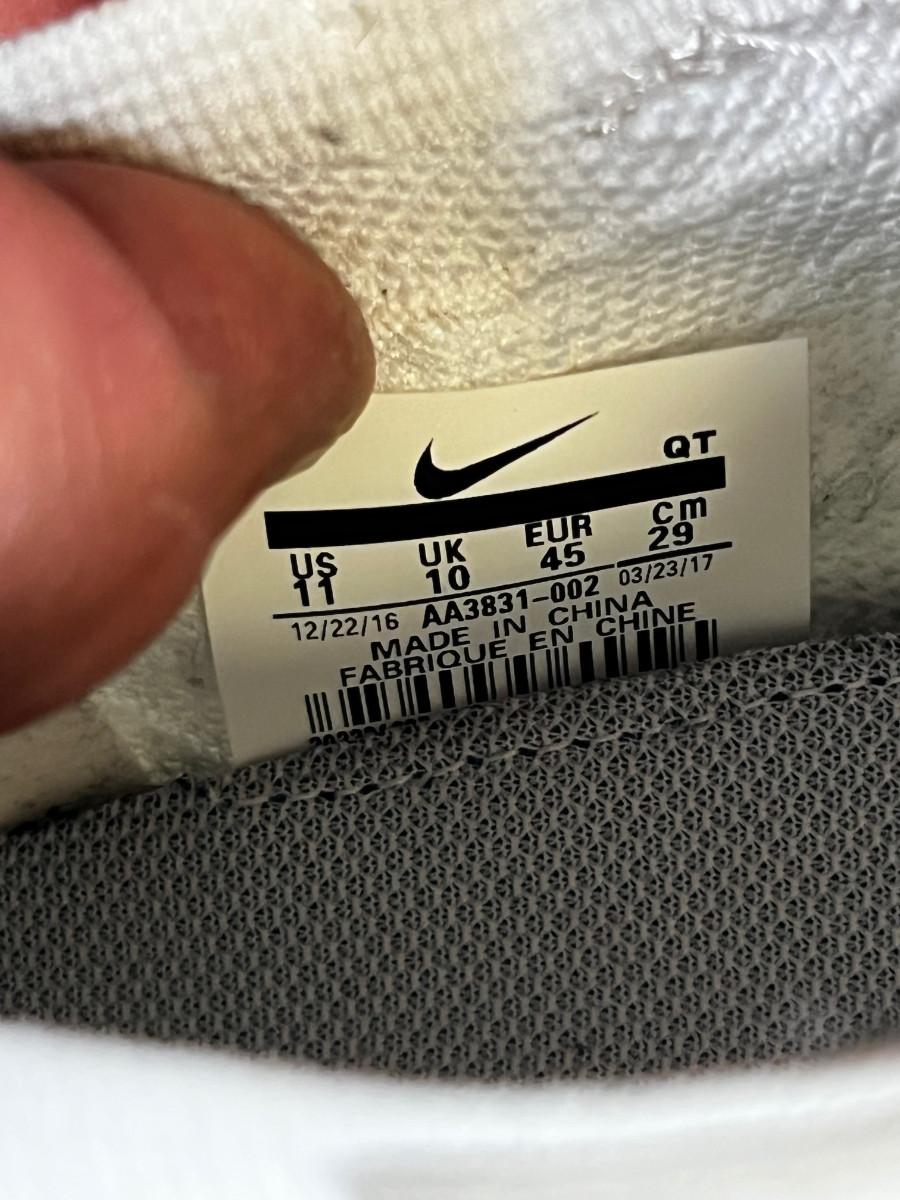 QT
US UK EUR cm
11 10 45 29
12/22/16 AA3831-002 03/23/17
MADE IN CHINA
FABRIQUE EN CHINE